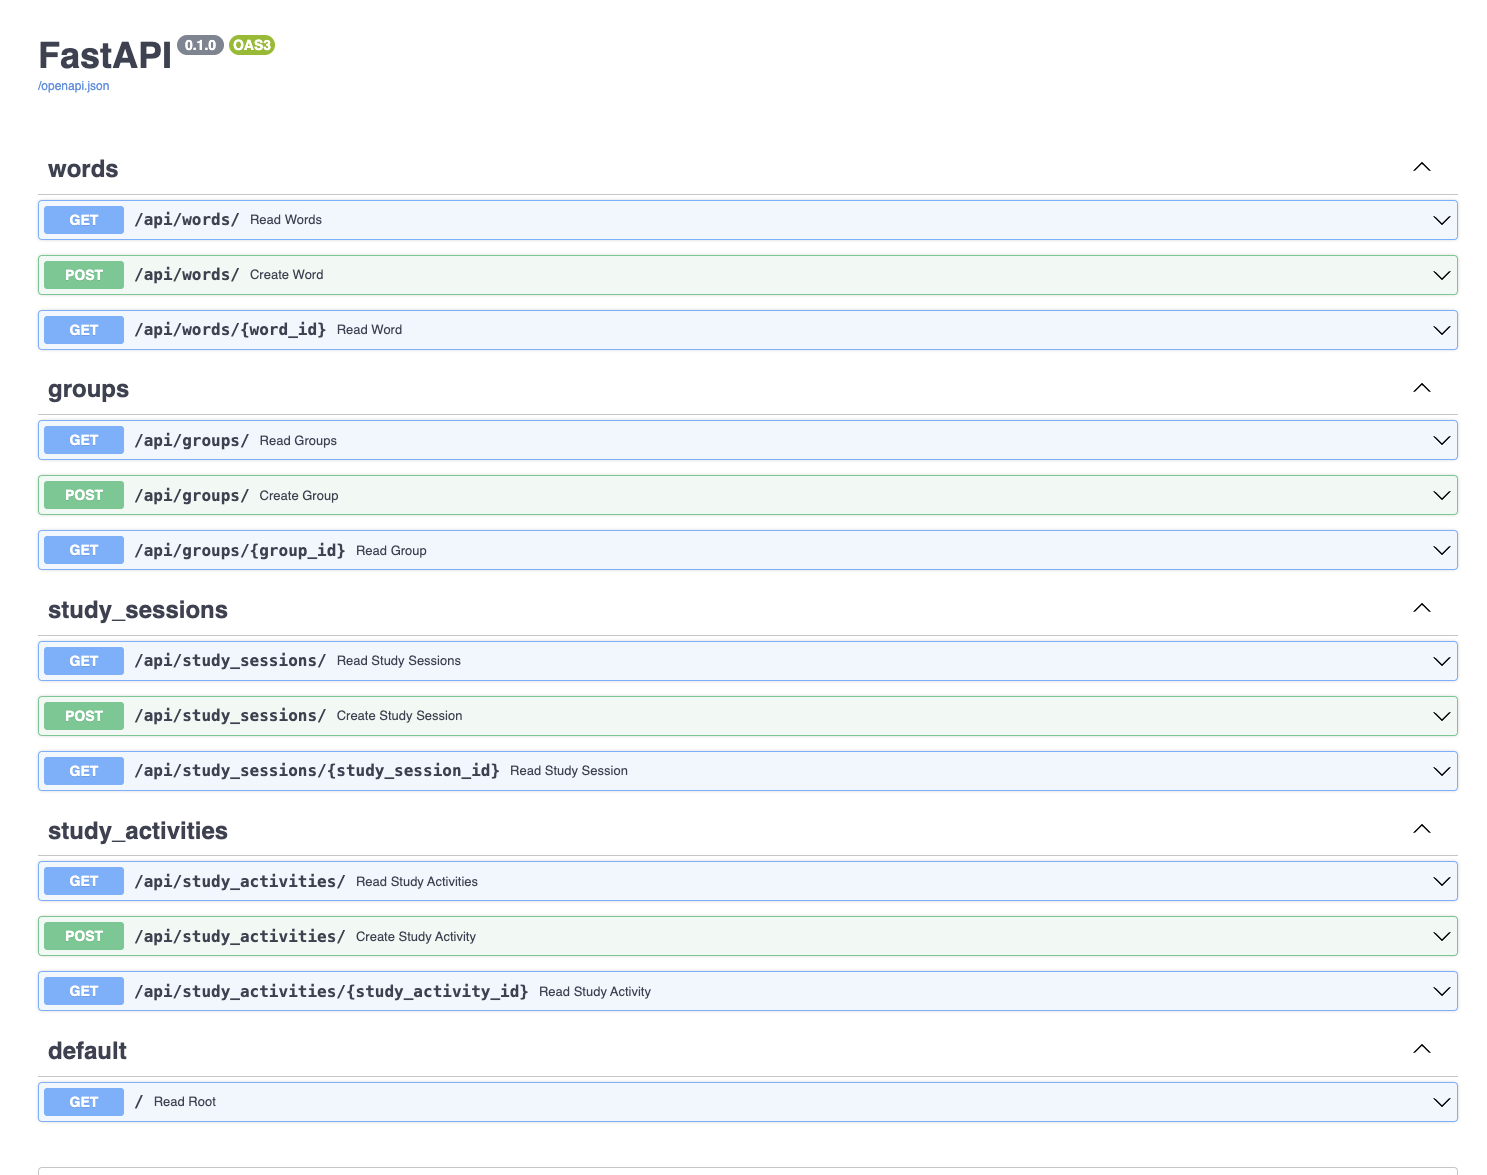 FastAPI 0.1.0 OAS3
/openapi.json
words
GET /api/words/ Read Words
POST /api/words/ Create Word
GET /api/words/{word_id} Read Word
groups
GET /api/groups/ Read Groups
POST /api/groups/ Create Group
GET /api/groups/{group_id} Read Group
study_sessions
GET /api/study_sessions/ Read Study Sessions
POST /api/study_sessions/ Create Study Session
GET /api/study_sessions/{study_session_id} Read Study Session
study_activities
GET /api/study_activities/ Read Study Activities
POST /api/study_activities/ Create Study Activity
GET /api/study_activities/{study_activity_id} Read Study Activity
default
GET / Read Root